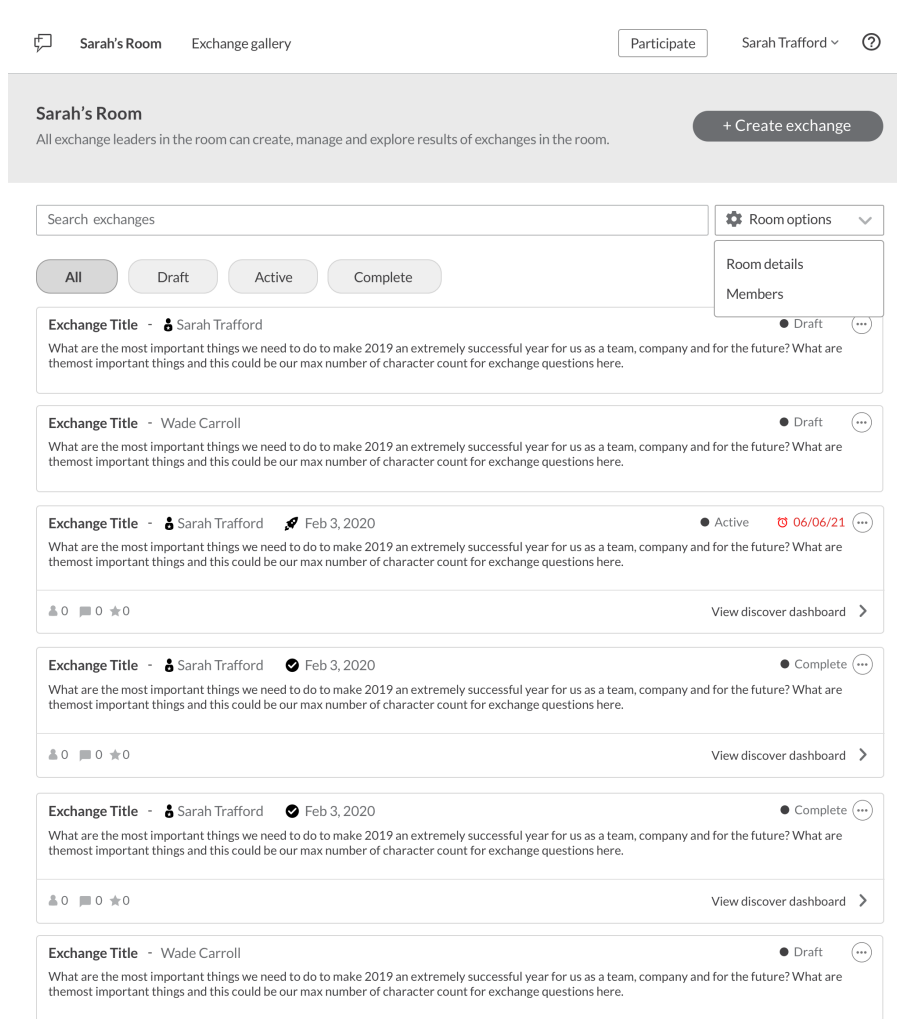 Sarah's Room Exchange gallery Participate Sarah Trafford
Sarah's Room
All exchange leaders in the room can create, manage and explore results of exchanges in the room.
+ Create exchange
Search exchanges
Room options
Room details
Members
All Draft Active Complete
Exchange Title - Sarah Trafford Draft
What are the most important things we need to do to make 2019 an extremely successful year for us as a team, company and for the future? What are
themost important things and this could be our max number of character count for exchange questions here.
Exchange Title - Wade Carroll Draft
What are the most important things we need to do to make 2019 an extremely successful year for us as a team, company and for the future? What are
themost important things and this could be our max number of character count for exchange questions here.
Exchange Title - Sarah Trafford Feb 3, 2020 Active 06/06/21
What are the most important things we need to do to make 2019 an extremely successful year for us as a team, company and for the future? What are
themost important things and this could be our max number of character count for exchange questions here.
0 0 0 View discover dashboard
Exchange Title - Sarah Trafford Feb 3, 2020 Complete
What are the most important things we need to do to make 2019 an extremely successful year for us as a team, company and for the future? What are
themost important things and this could be our max number of character count for exchange questions here.
0 0 0 View discover dashboard
Exchange Title - Sarah Trafford Feb 3, 2020 Complete
What are the most important things we need to do to make 2019 an extremely successful year for us as a team, company and for the future? What are
themost important things and this could be our max number of character count for exchange questions here.
0 0 0 View discover dashboard
Exchange Title - Wade Carroll Draft
What are the most important things we need to do to make 2019 an extremely successful year for us as a team, company and for the future? What are
themost important things and this could be our max number of character count for exchange questions here.